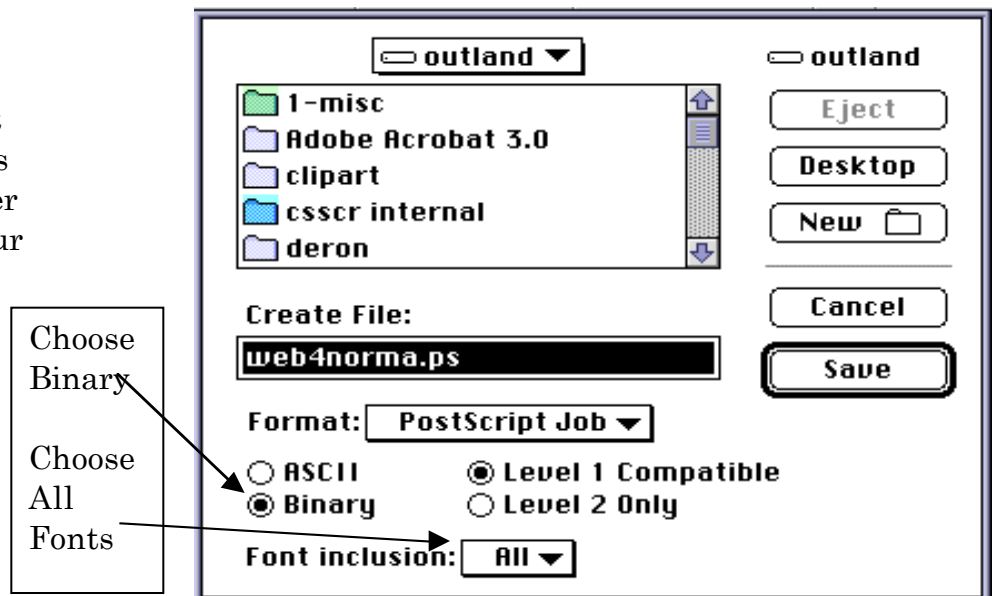 outland
1-misc
Adobe Acrobat 3.0
clipart
csscr internal
deron
outland
Eject
Desktop
New
Cancel
Save
Create File:
web4norma.ps
Format: PostScript Job
ASCII
Level 1 Compatible
Binary
Level 2 Only
Font inclusion: All
Choose
Binary
Choose
All
Fonts